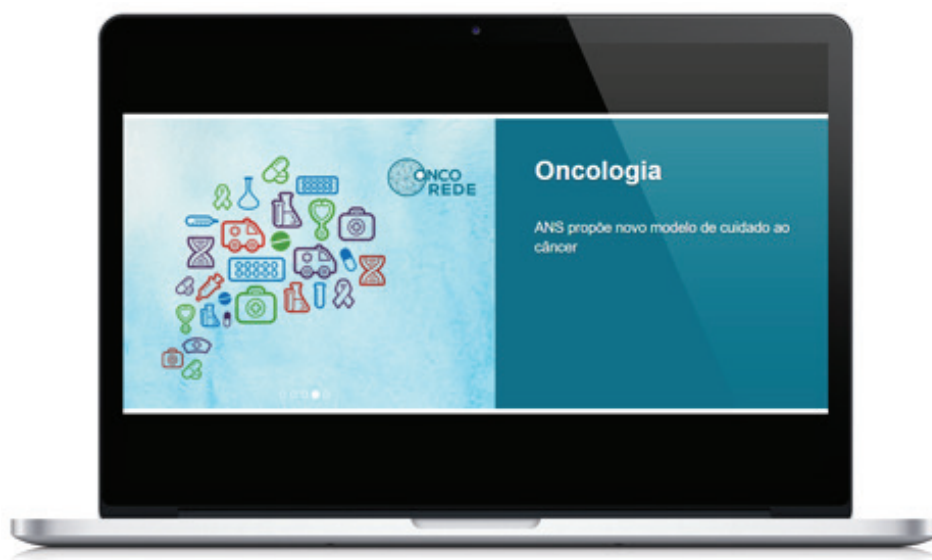 ONCO
REDE
Oncologia
ANS propõe novo modelo de cuidado ao
câncer